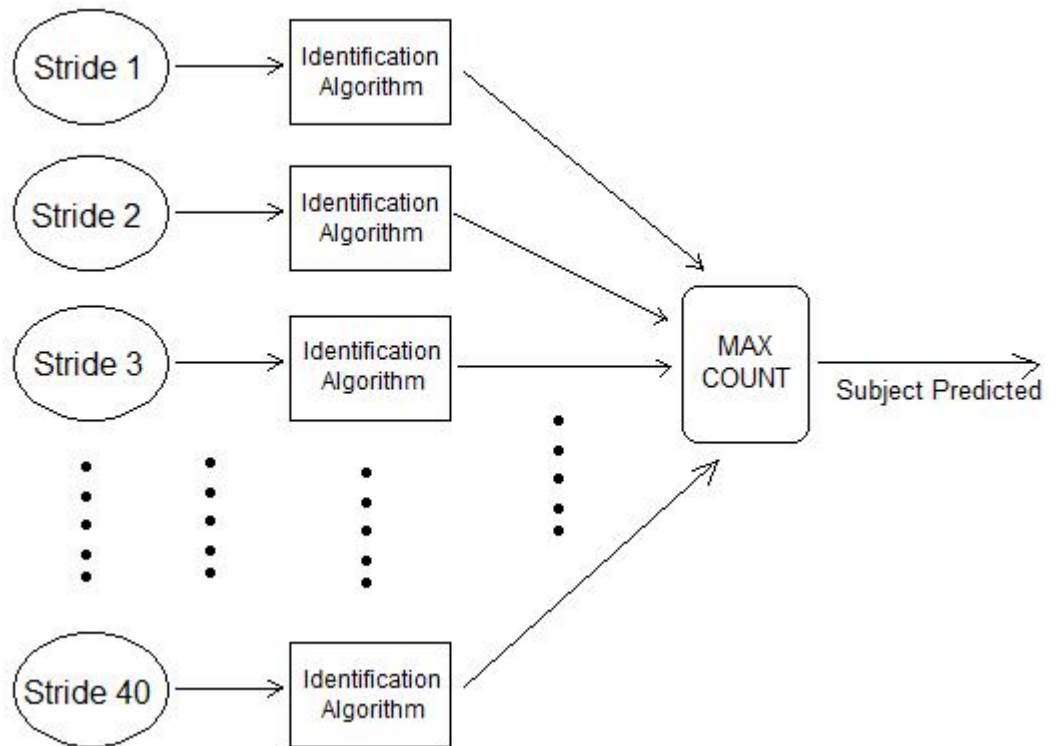 Stride 1
Identification
Algorithm
Stride 2
Identification
Algorithm
Stride 3
Identification
Algorithm
MAX
COUNT
Subject Predicted
Stride 40
Identification
Algorithm